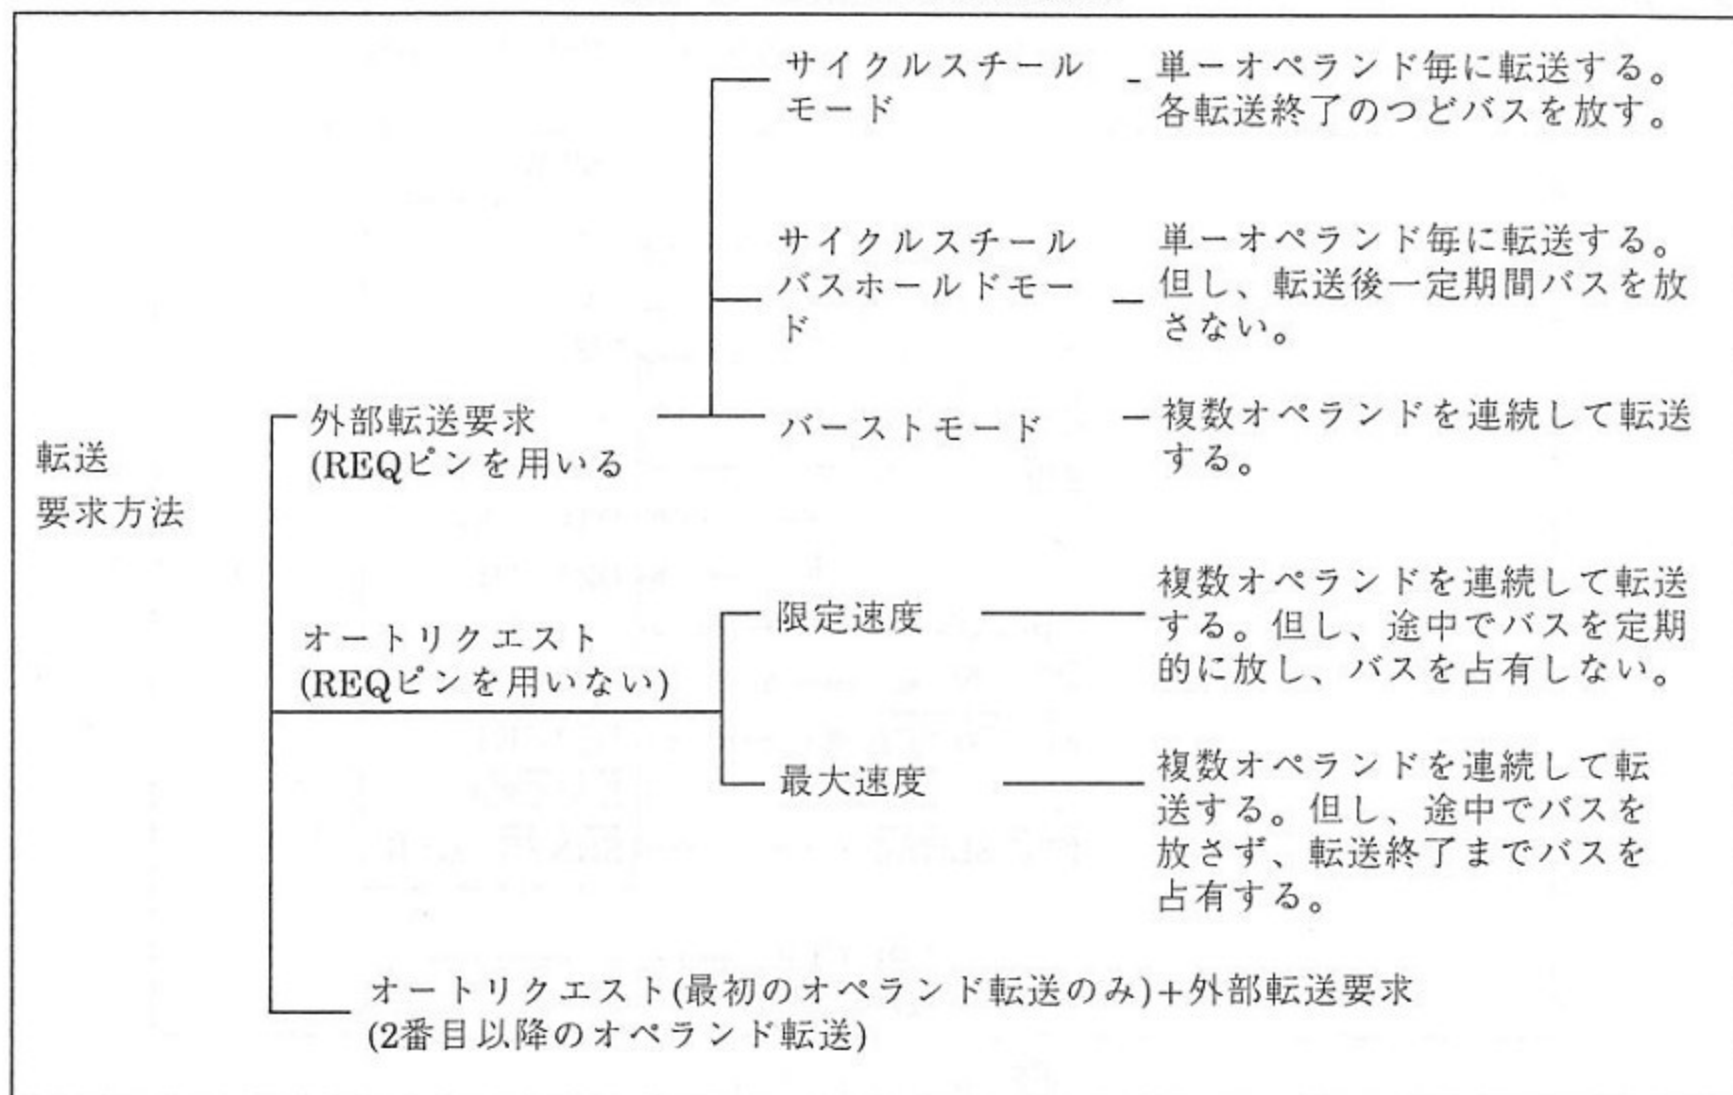 サイクルスチール
モード
単一オペランド毎に転送する。
各転送終了のつどバスを放す。
サイクルスチール
バスホールドモー
ド
単一オペランド毎に転送する。
但し、転送後一定期間バスを放
さない。
転送
要求方法
外部転送要求
(REQピンを用いる
バーストモード
複数オペランドを連続して転送
する。
オートリクエスト
(REQピンを用いない)
限定速度
複数オペランドを連続して転送
する。但し、途中でバスを定期
的に放し、バスを占有しない。
最大速度
複数オペランドを連続して転
送する。但し、途中でバスを
放さず、転送終了までバスを
占有する。
オートリクエスト(最初のオペランド転送のみ)+外部転送要求
(2番目以降のオペランド転送)